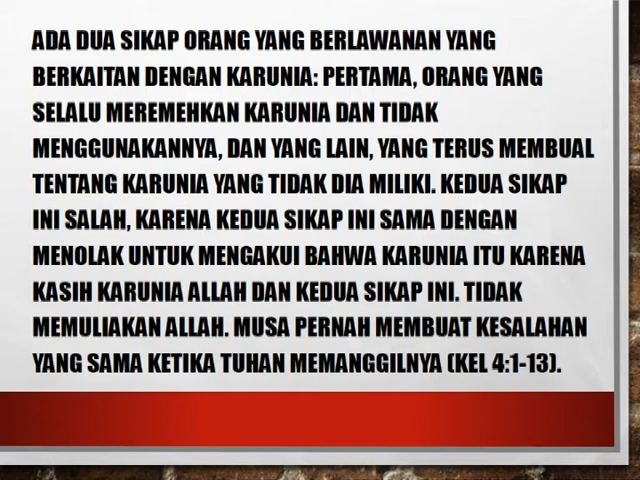 ADA DUA SIKAP ORANG YANG BERLAWANAN YANG
BERKAITAN DENGAN KARUNIA: PERTAMA, ORANG YANG
SELALU MEREMEHKAN KARUNIA DAN TIDAK
MENGGUNAKANNYA, DAN YANG LAIN, YANG TERUS MEMBUAL
TENTANG KARUNIA YANG TIDAK DIA MILIKI. KEDUA SIKAP
INI SALAH, KARENA KEDUA SIKAP INI SAMA DENGAN
MENOLAK UNTUK MENGAKUI BAHWA KARUNIA ITU KARENA
KASIH KARUNIA ALLAH DAN KEDUA SIKAP INI. TIDAK
MEMULIAKAN ALLAH. MUSA PERNAH MEMBUAT KESALAHAN
YANG SAMA KETIKA TUHAN MEMANGGILNYA (KEL 4:1-13).